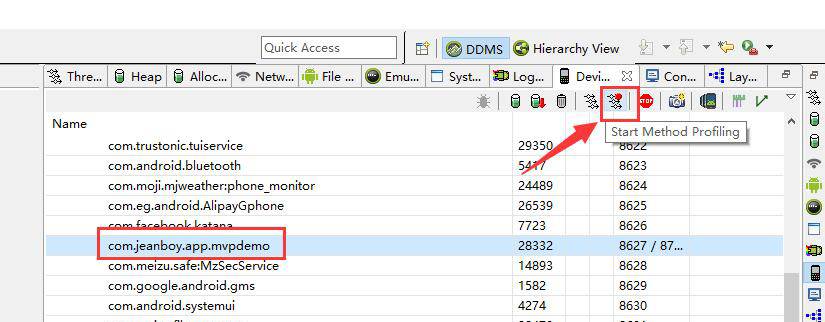 Quick Access
DDMS
Hierarchy View
Thre...
Heap
Alloc...
Netw...
File ...
Emu...
Syst...
Log...
Devi...
Con...
Lay...
STOP
Name
Start Method Profiling
com.trustonic.tuiservice 29350 8622
com.android.bluetooth 5417 8623
com.moji.mjweather:phone_monitor 24489 8624
com.eg.android.AlipayGphone 26539 8625
com.facebook.katana 7723 8626
com.jeanboy.app.mvpdemo 28332 8627 / 87...
com.meizu.safe:MzSecService 14893 8628
com.google.android.gms 1582 8629
com.android.systemui 4274 8630